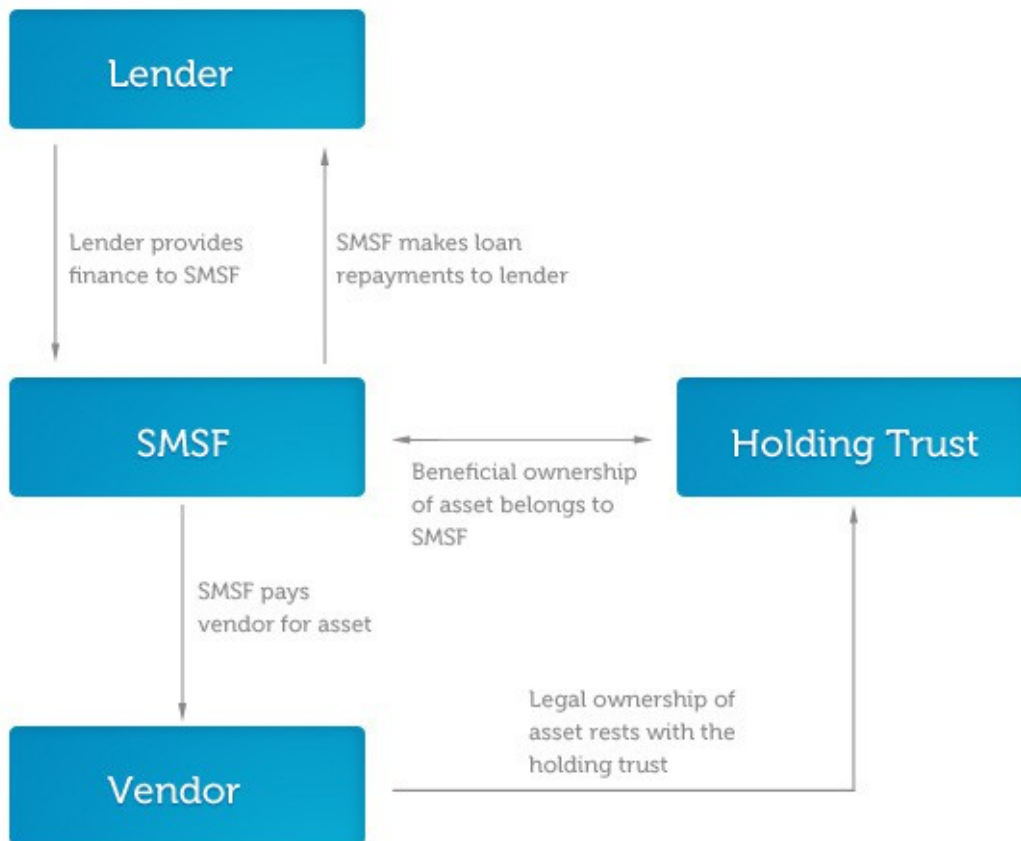 Lender
Lender provides
finance to SMSF
SMSF makes loan
repayments to lender
SMSF
Holding Trust
Beneficial ownership
of asset belongs to
SMSF
SMSF pays
vendor for asset
Legal ownership of
asset rests with the
holding trust
Vendor